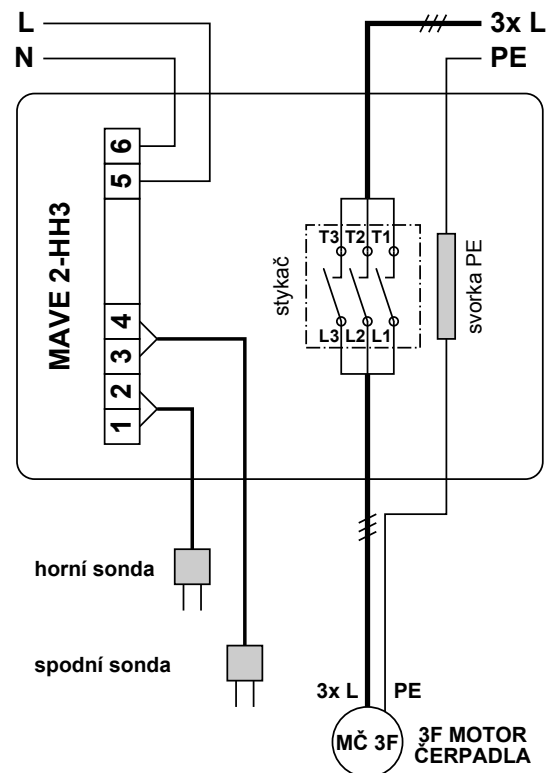 L
N
3x L
PE
MAVE 2-HH3
6
5
4
3
2
1
stykač
T3 T2 T1
L3 L2 L1
svorka PE
horní sonda
spodní sonda
3x L
PE
MČ 3F
3F MOTOR
ČERPADLA